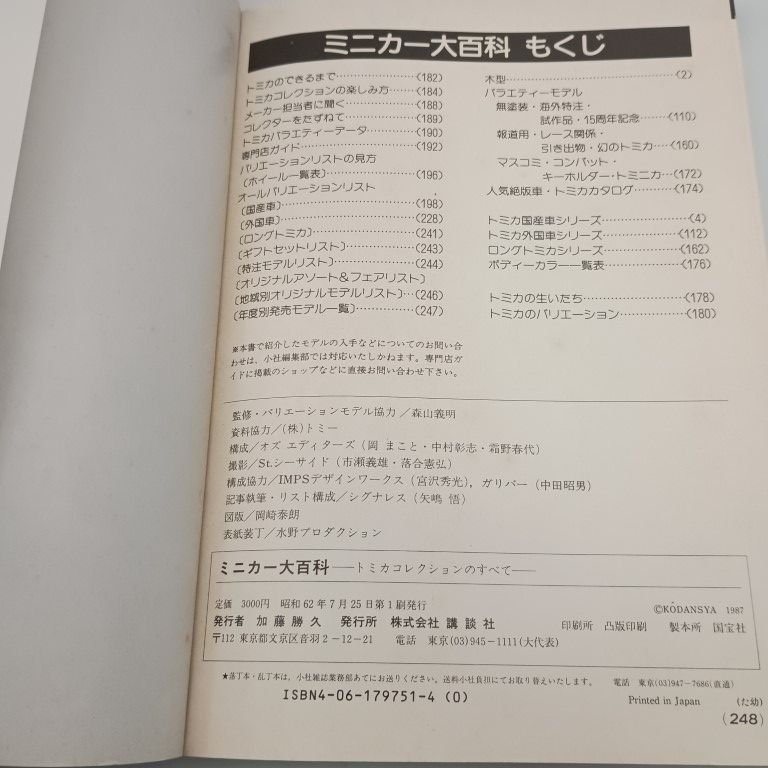 ミニカー大百科 もくじ
木型…〈2〉
バラエティーモデル
無塗装・海外特注・
試作品・15周年記念…〈110〉
報道用・レース関係・
引き出物・幻のトミカ…〈160〉
マスコミ・コンバット・
キーホルダー・トミニカ…〈172〉
人気絶版車・トミカカタログ…〈174〉
トミカ国産車シリーズ…〈4〉
トミカ外国車シリーズ…〈112〉
ロングトミカシリーズ…〈162〉
ボディーカラー一覧表…〈176〉
トミカの生いたち…〈178〉
トミカのバリエーション…〈180〉
トミカのできるまで…〈182〉
トミカコレクションの楽しみ方…〈184〉
メーカー担当者に聞く…〈188〉
コレクターをたずねて…〈189〉
トミカバラエティーデータ…〈190〉
専門店ガイド…〈192〉
バリエーションリストの見方
〔ホイール一覧表〕…〈196〉
オールバリエーションリスト
〔国産車〕…〈198〉
〔外国車〕…〈228〉
〔ロングトミカ〕…〈241〉
〔ギフトセットリスト〕…〈243〉
〔特注モデルリスト〕…〈244〉
〔オリジナルアソート&フェアリスト〕
〔地域別オリジナルモデルリスト〕…〈246〉
〔年度別発売モデル一覧〕…〈247〉
※本書で紹介したモデルの入手などについてのお問い合
わせは、小社編集部では対応いたしかねます。専門店ガ
イドに掲載のショップなどに直接お問い合わせ下さい。
監修・バリエーションモデル協力／森山義明
資料協力／(株)トミー
構成／オズ エディターズ（岡 まこと・中村彰志・霜野春代）
撮影／St.シーサイド（市瀬義雄・落合憲弘）
構成協力／IMPSデザインワークス（宮沢秀光），ガリバー（中田昭男）
記事執筆・リスト構成／シグナレス（矢嶋 悟）
図版／岡崎泰朗
表紙装丁／水野プロダクション
ミニカー大百科──トミカコレクションのすべて──
定価 3000円 昭和62年7月25日第1刷発行
©KŌDANSYA 1987
発行者 加藤勝久 発行所 株式会社 講談社 印刷所 凸版印刷 製本所 国宝社
〒112 東京都文京区音羽2-12-21 電話 東京(03)945-1111(大代表)
★落丁本・乱丁本は，小社雑誌業務部あてにお送りください。送料小社負担にてお取り替えいたします。 電話 東京(03)947-7686(直通)
ISBN4-06-179751-4 (0)
Printed in Japan （た幼）
（248）